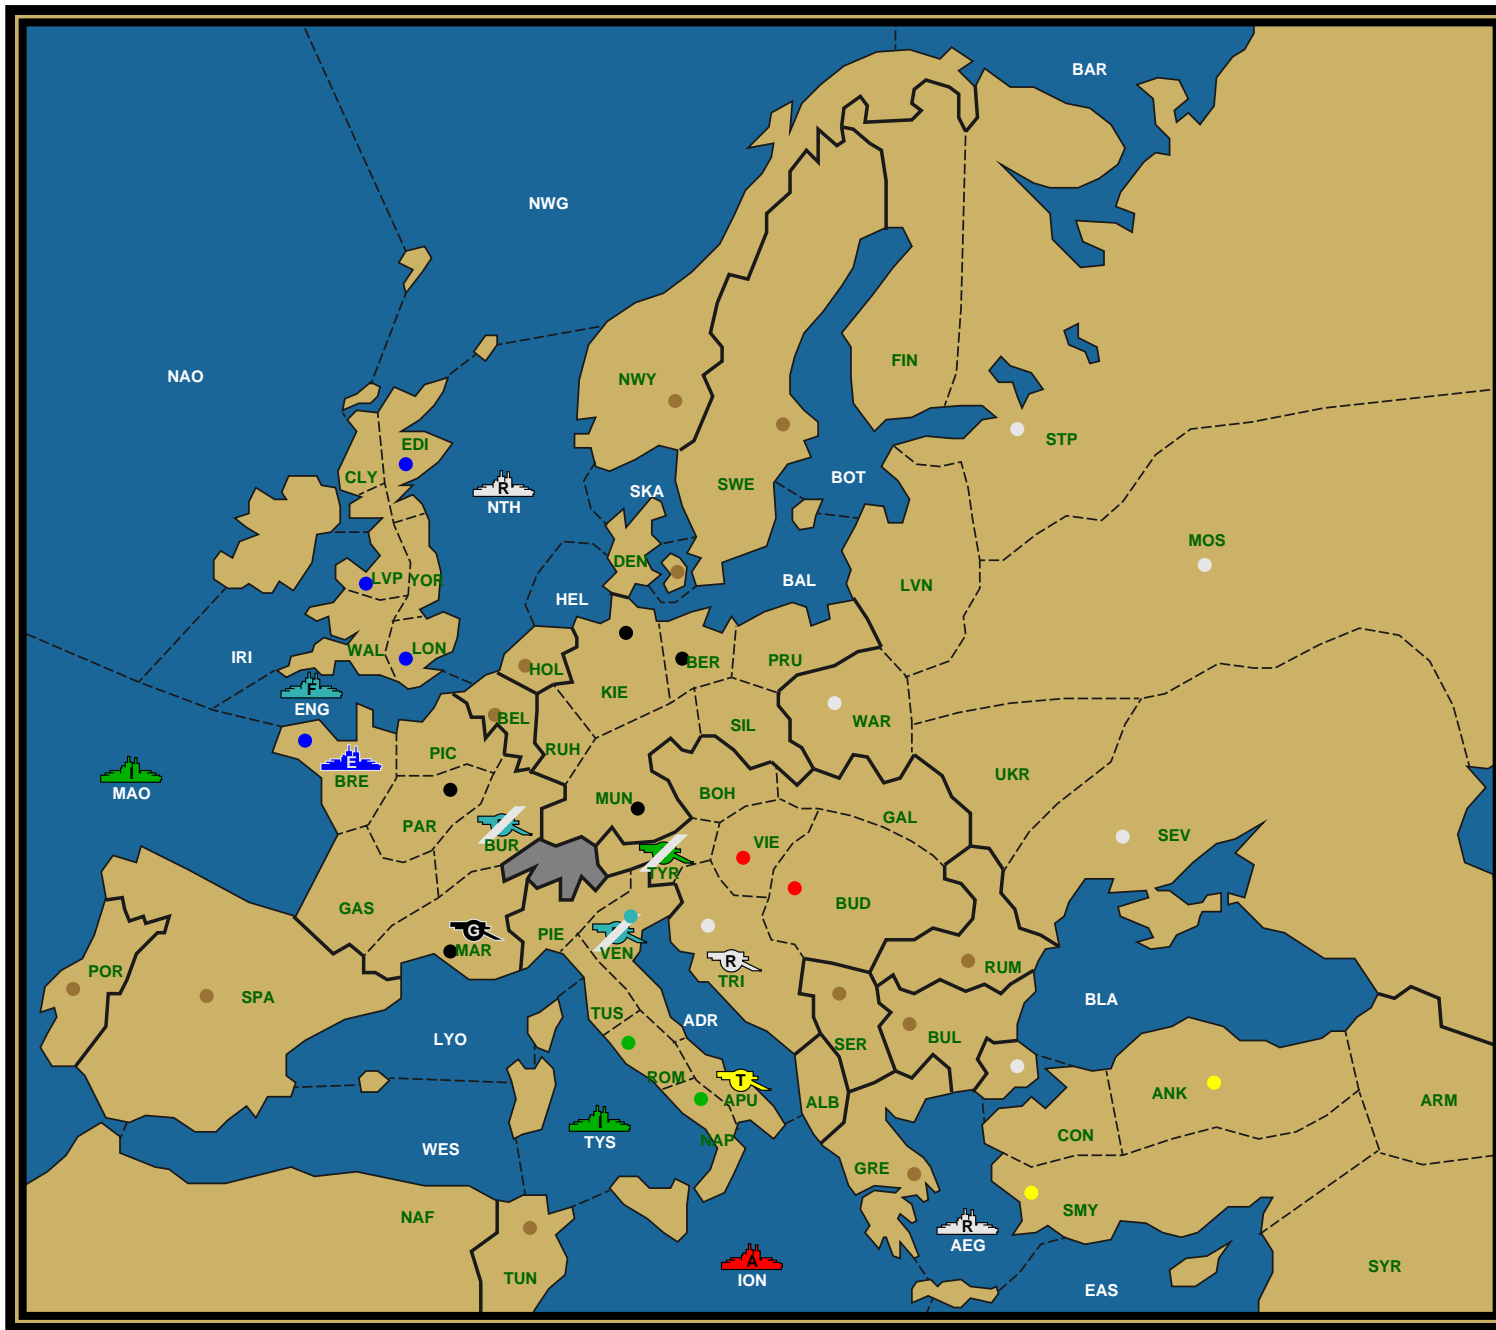 BAR
NWG
NAO
FIN
NWY
EDI
STP
CLY
SKA
BOT
SWE
R
NTH
MOS
DEN
LVP
YOR
BAL
LVN
HEL
WAL
LON
IRI
HOL
BER
PRU
KIE
F
ENG
BEL
WAR
SIL
PIC
RUH
E
BRE
I
MAO
UKR
BOH
MUN
PAR
GAL
SEV
BUR
VIE
TYR
GAS
BUD
G
MAR
PIE
VEN
R
TRI
RUM
POR
SPA
BLA
TUS
ADR
LYO
SER
BUL
ROM
T
APU
ALB
ANK
ARM
I
TYS
NAP
CON
WES
GRE
NAF
SMY
R
AEG
A
ION
TUN
SYR
EAS